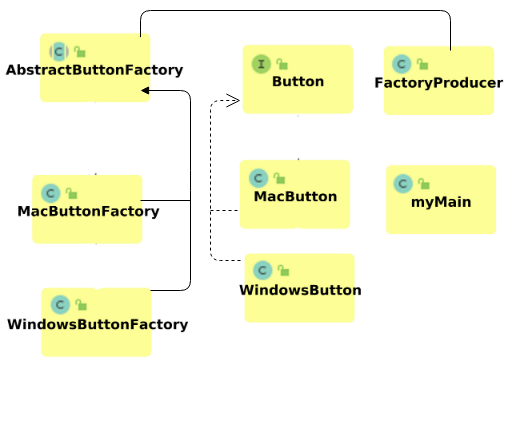 C
AbstractButtonFactory
I
Button
C
FactoryProducer
C
MacButtonFactory
C
MacButton
C
myMain
C
WindowsButtonFactory
C
WindowsButton